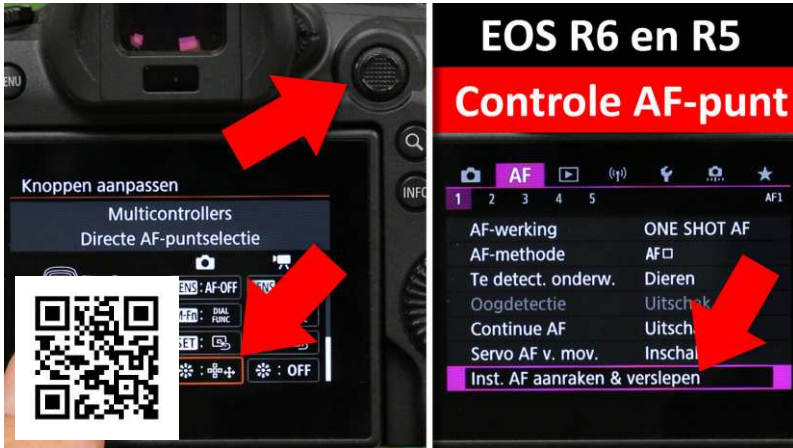 MENU
INFO
Knoppen aanpassen
Multicontrollers
Directe AF-puntselectie
: AF-OFF
M-Fn : DIAL FUNC
SET :
: OFF
EOS R6 en R5
Controle AF-punt
AF
1 2 3 4 5 AF1
AF-werking ONE SHOT AF
AF-methode AF
Te detect. onderw. Dieren
Oogdetectie
Continue AF
Servo AF v. mov.
Inst. AF aanraken & verslepen